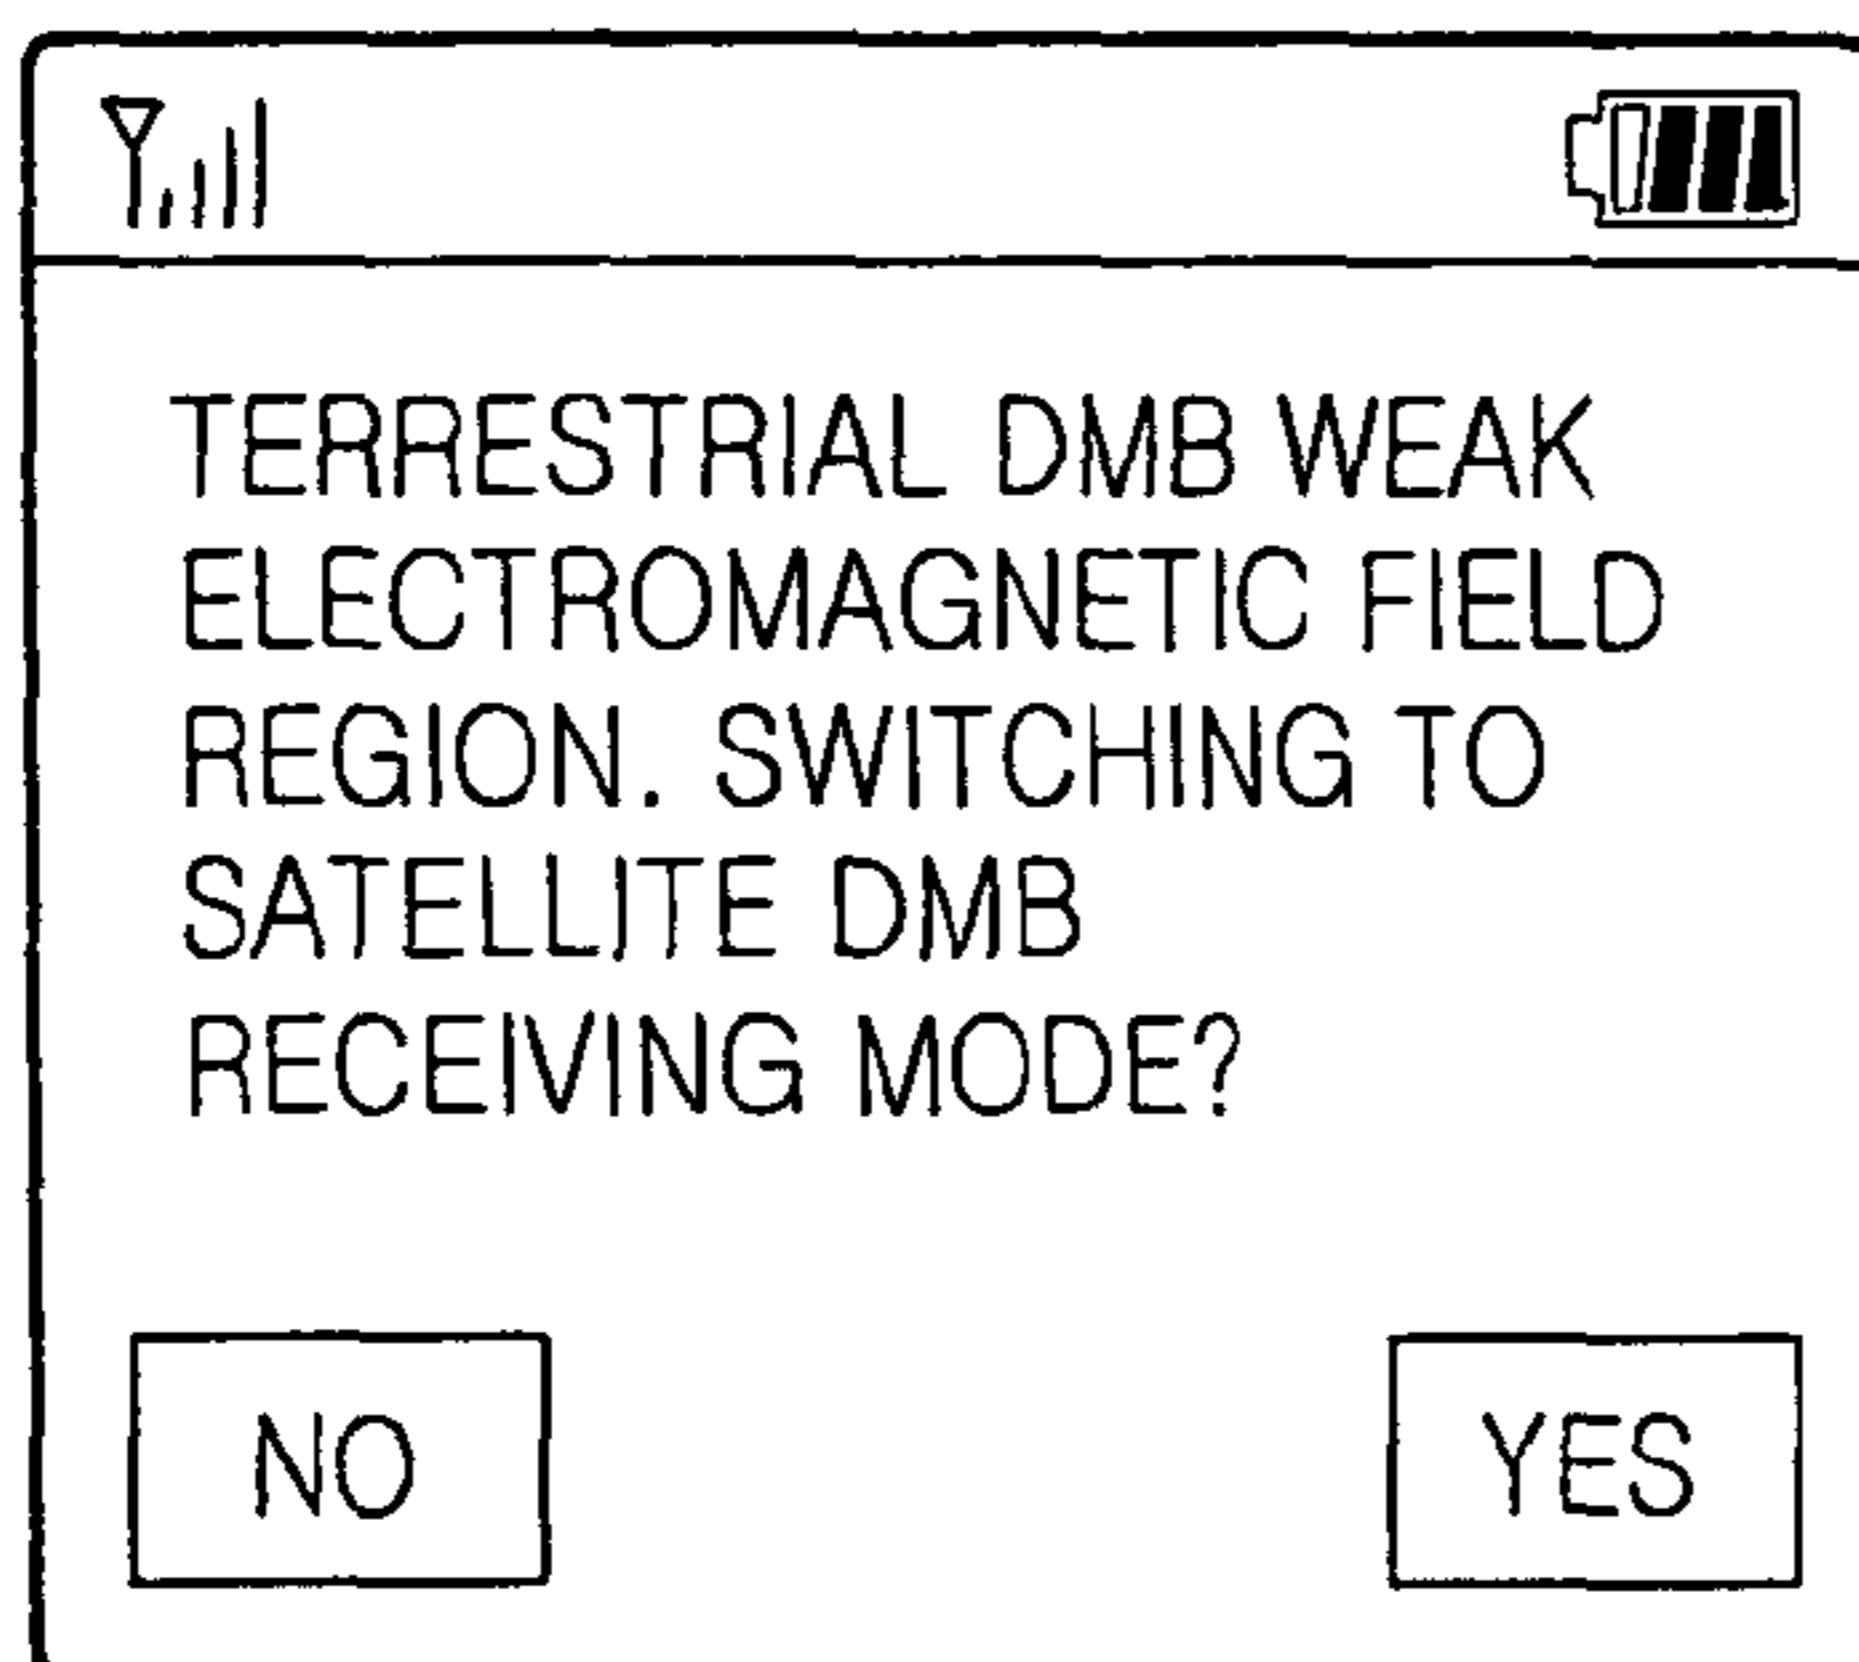 TERRESTRIAL DMB WEAK
ELECTROMAGNETIC FIELD
REGION. SWITCHING TO
SATELLITE DMB
RECEIVING MODE?
NO YES